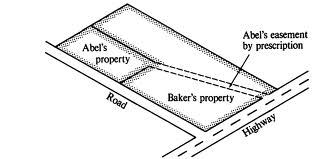 Abel's easement
by prescription
Abel's
property
Baker's property
Road
Highway